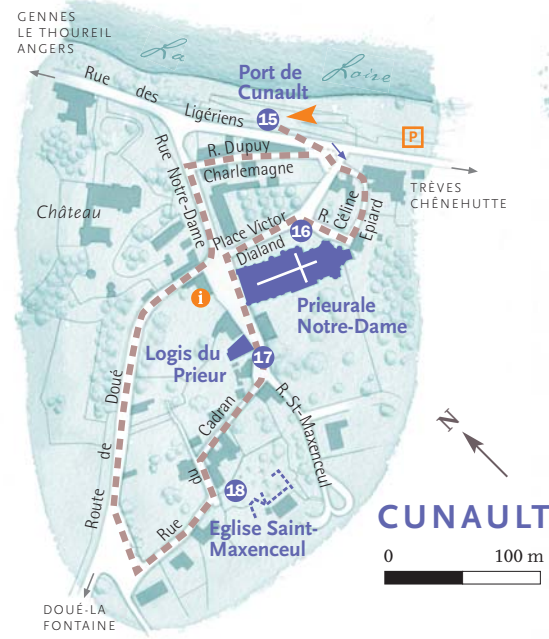 GENNES
LE THOUREIL
ANGERS
La Loire
Port de
Cunault
15
Rue des Ligériens
P
R. Dupuy
Charlemagne
Rue Notre-Dame
TRÈVES
CHÊNEHUTTE
Château
Place Victor
Dialand
R. Céline
Epiard
16
i
Prieurale
Notre-Dame
Logis du
Prieur
17
Route de Doué
Rue du Cadran
R. St-Maxenceul
N
18
Eglise Saint-
Maxenceul
CUNAULT
0 100 m
DOUÉ-LA
FONTAINE